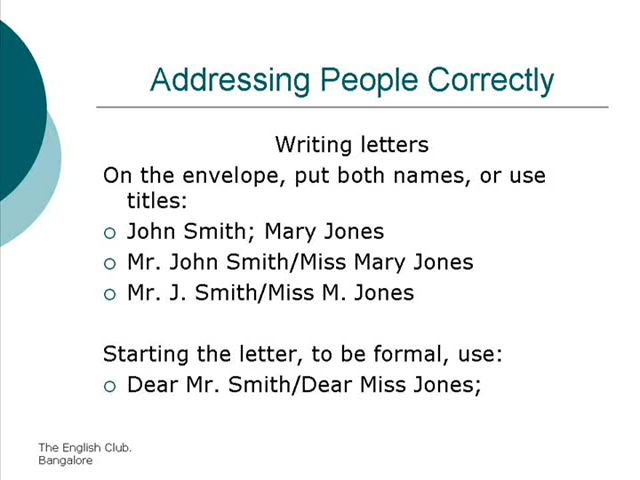 Addressing People Correctly
Writing letters
On the envelope, put both names, or use
titles:
John Smith; Mary Jones
Mr. John Smith/Miss Mary Jones
Mr. J. Smith/Miss M. Jones
Starting the letter, to be formal, use:
Dear Mr. Smith/Dear Miss Jones;
The English Club.
Bangalore